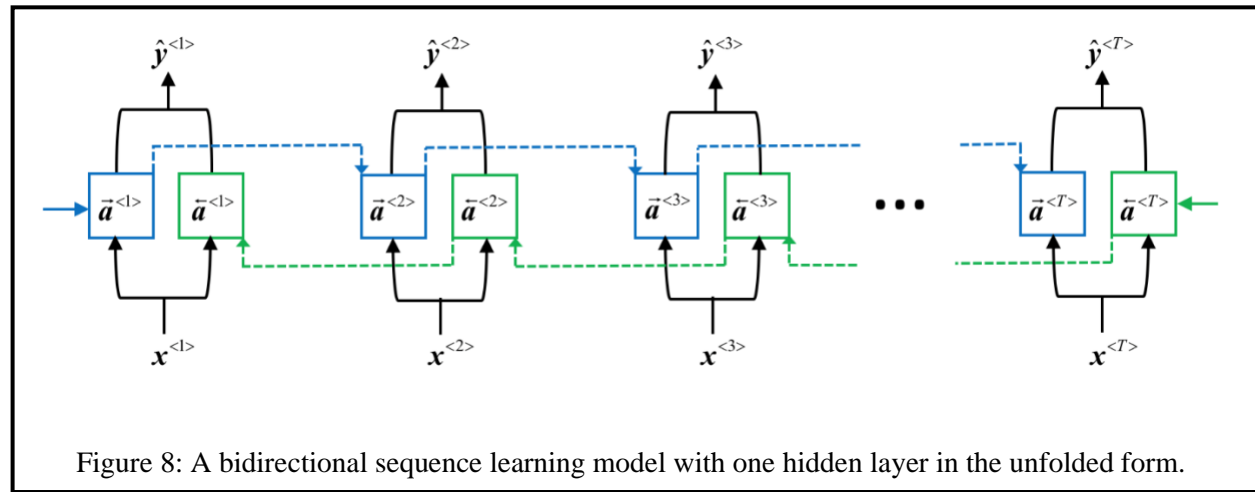 ŷ<1> ŷ<2> ŷ<3> ŷ<T>
a⃗<1> a⃖<1> a⃗<2> a⃖<2> a⃗<3> a⃖<3> ••• a⃗<T> a⃖<T>
x<1> x<2> x<3> x<T>
Figure 8: A bidirectional sequence learning model with one hidden layer in the unfolded form.